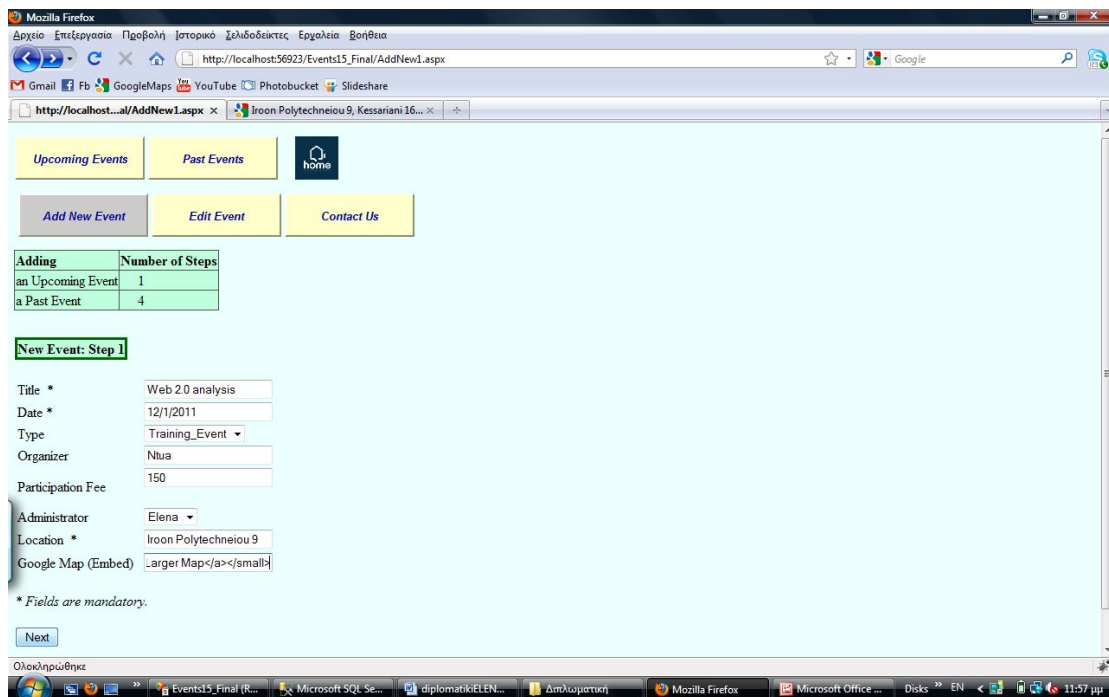 Mozilla Firefox
Αρχείο Επεξεργασία Προβολή Ιστορικό Σελιδοδείκτες Εργαλεία Βοήθεια
http://localhost:56923/Events15_Final/AddNew1.aspx Google
Gmail Fb GoogleMaps YouTube Photobucket Slideshare
http://localhost...al/AddNew1.aspx Iroon Polytechneiou 9, Kessariani 16...
Upcoming Events Past Events home
Add New Event Edit Event Contact Us
Adding Number of Steps
an Upcoming Event 1
a Past Event 4
New Event: Step 1
Title * Web 2.0 analysis
Date * 12/1/2011
Type Training_Event
Organizer Ntua
Participation Fee 150
Administrator Elena
Location * Iroon Polytechneiou 9
Google Map (Embed) Larger Map</a></small>
* Fields are mandatory.
Next
Ολοκληρώθηκε
Events15_Final (R... Microsoft SQL Se... diplomatikiELEN... Διπλωματική Mozilla Firefox Microsoft Office ... Disks » EN 11:57 μμ